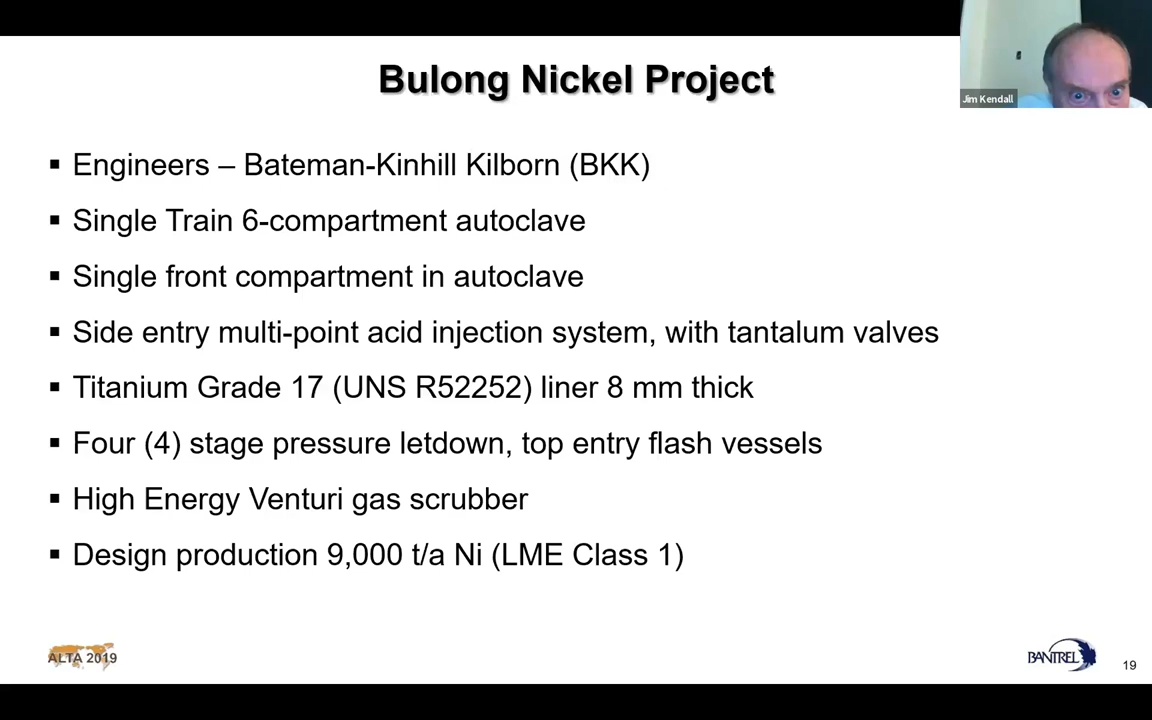 Bulong Nickel Project
Jim Kendall
▪ Engineers – Bateman-Kinhill Kilborn (BKK)
▪ Single Train 6-compartment autoclave
▪ Single front compartment in autoclave
▪ Side entry multi-point acid injection system, with tantalum valves
▪ Titanium Grade 17 (UNS R52252) liner 8 mm thick
▪ Four (4) stage pressure letdown, top entry flash vessels
▪ High Energy Venturi gas scrubber
▪ Design production 9,000 t/a Ni (LME Class 1)
ALTA 2019
BANTREL
19